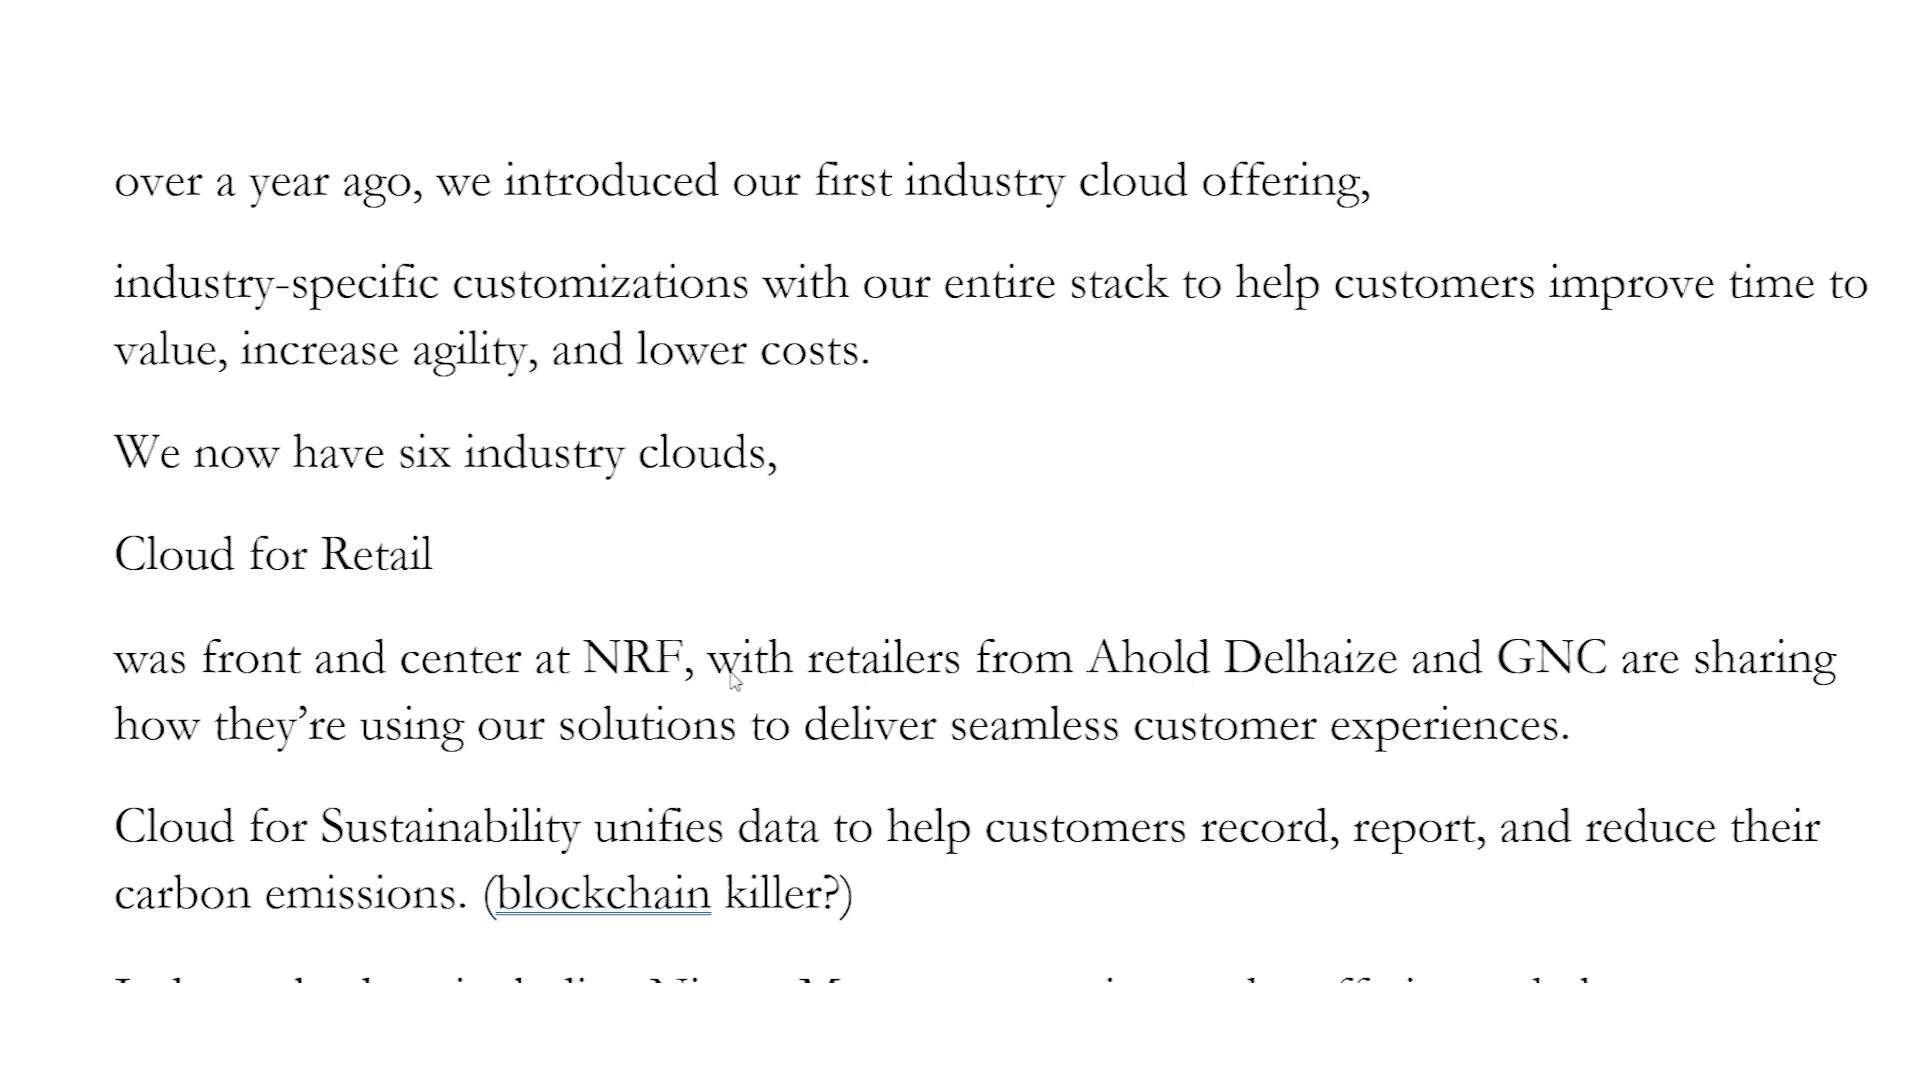 over a year ago, we introduced our first industry cloud offering,
industry-specific customizations with our entire stack to help customers improve time to
value, increase agility, and lower costs.
We now have six industry clouds,
Cloud for Retail
was front and center at NRF, with retailers from Ahold Delhaize and GNC are sharing
how they’re using our solutions to deliver seamless customer experiences.
Cloud for Sustainability unifies data to help customers record, report, and reduce their
carbon emissions. (blockchain killer?)